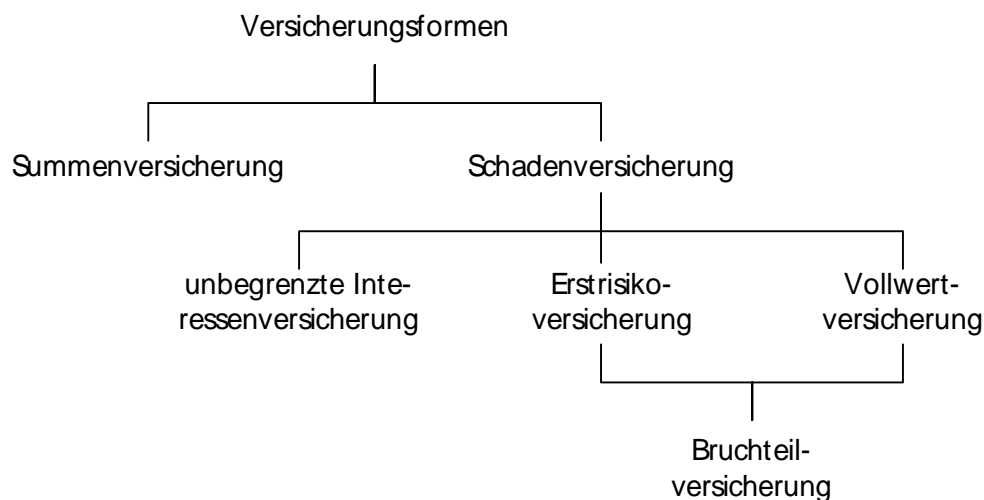 Versicherungsformen
Summenversicherung
Schadenversicherung
unbegrenzte Inte-
ressenversicherung
Erstrisiko-
versicherung
Vollwert-
versicherung
Bruchteil-
versicherung